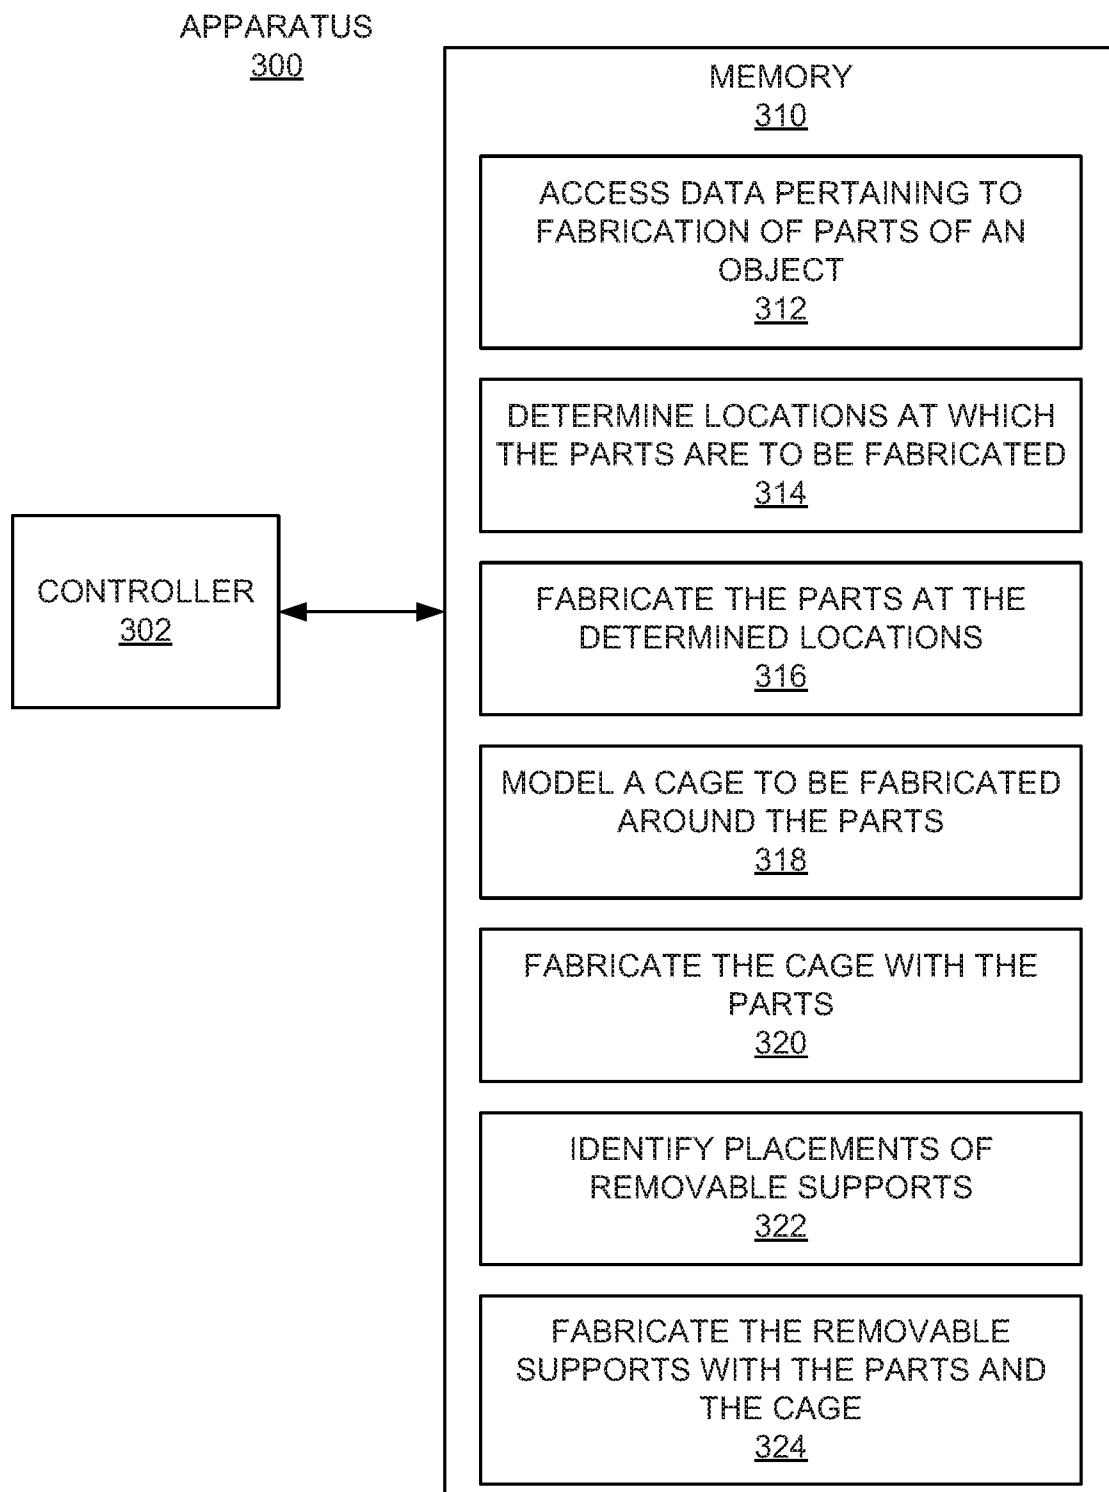 APPARATUS
300
MEMORY
310
ACCESS DATA PERTAINING TO
FABRICATION OF PARTS OF AN
OBJECT
312
DETERMINE LOCATIONS AT WHICH
THE PARTS ARE TO BE FABRICATED
314
CONTROLLER
302
FABRICATE THE PARTS AT THE
DETERMINED LOCATIONS
316
MODEL A CAGE TO BE FABRICATED
AROUND THE PARTS
318
FABRICATE THE CAGE WITH THE
PARTS
320
IDENTIFY PLACEMENTS OF
REMOVABLE SUPPORTS
322
FABRICATE THE REMOVABLE
SUPPORTS WITH THE PARTS AND
THE CAGE
324